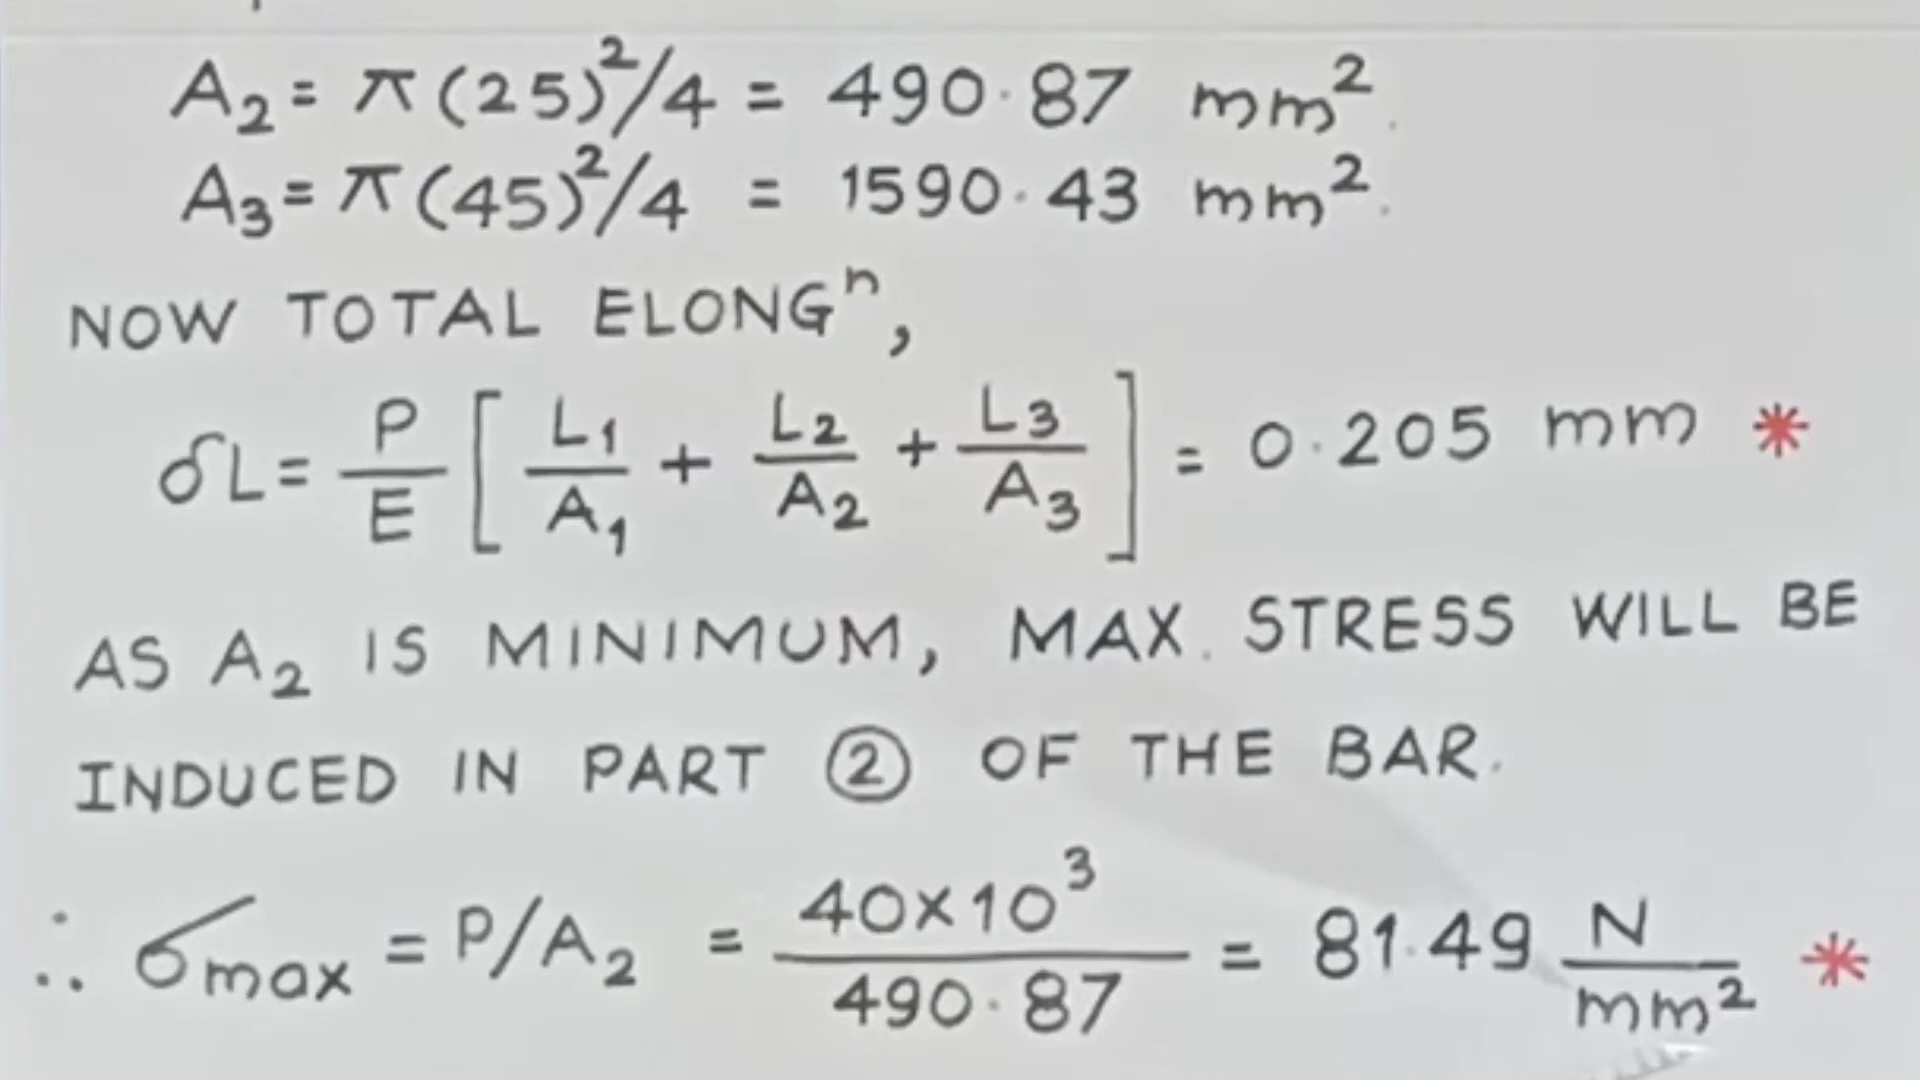 A₂ = π(25)²/4 = 490.87 mm².
A₃ = π(45)²/4 = 1590.43 mm².
NOW TOTAL ELONGⁿ,
δL = P/E [ L₁/A₁ + L₂/A₂ + L₃/A₃ ] = 0.205 mm *
AS A₂ IS MINIMUM, MAX. STRESS WILL BE
INDUCED IN PART ② OF THE BAR.
∴ σmax = P/A₂ = 40×10³/490.87 = 81.49 N/mm² *